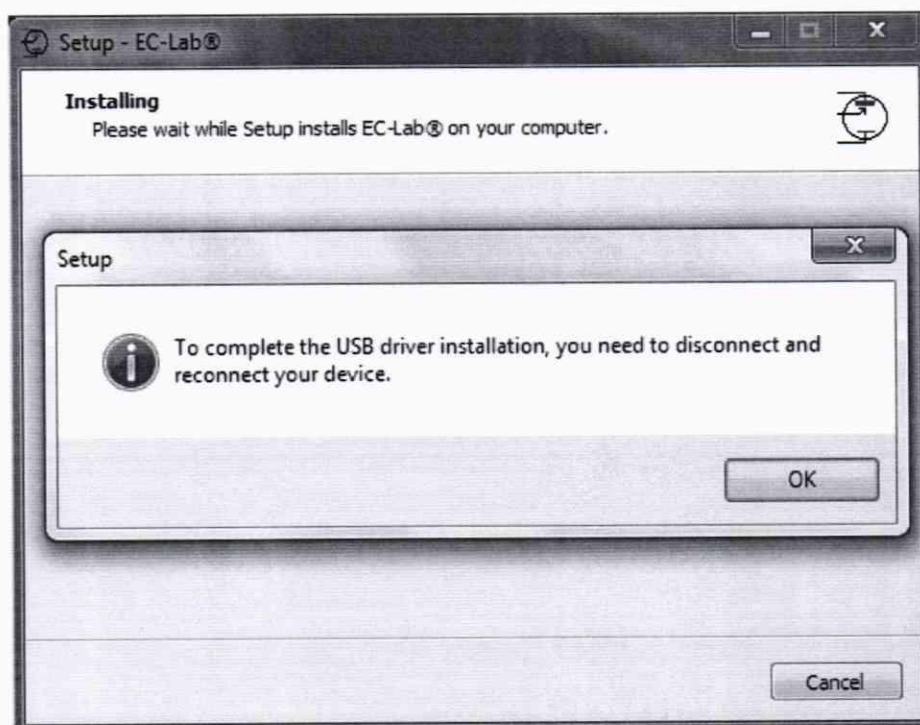 Setup - EC-Lab®
Installing
Please wait while Setup installs EC-Lab® on your computer.
Setup
To complete the USB driver installation, you need to disconnect and
reconnect your device.
OK
Cancel